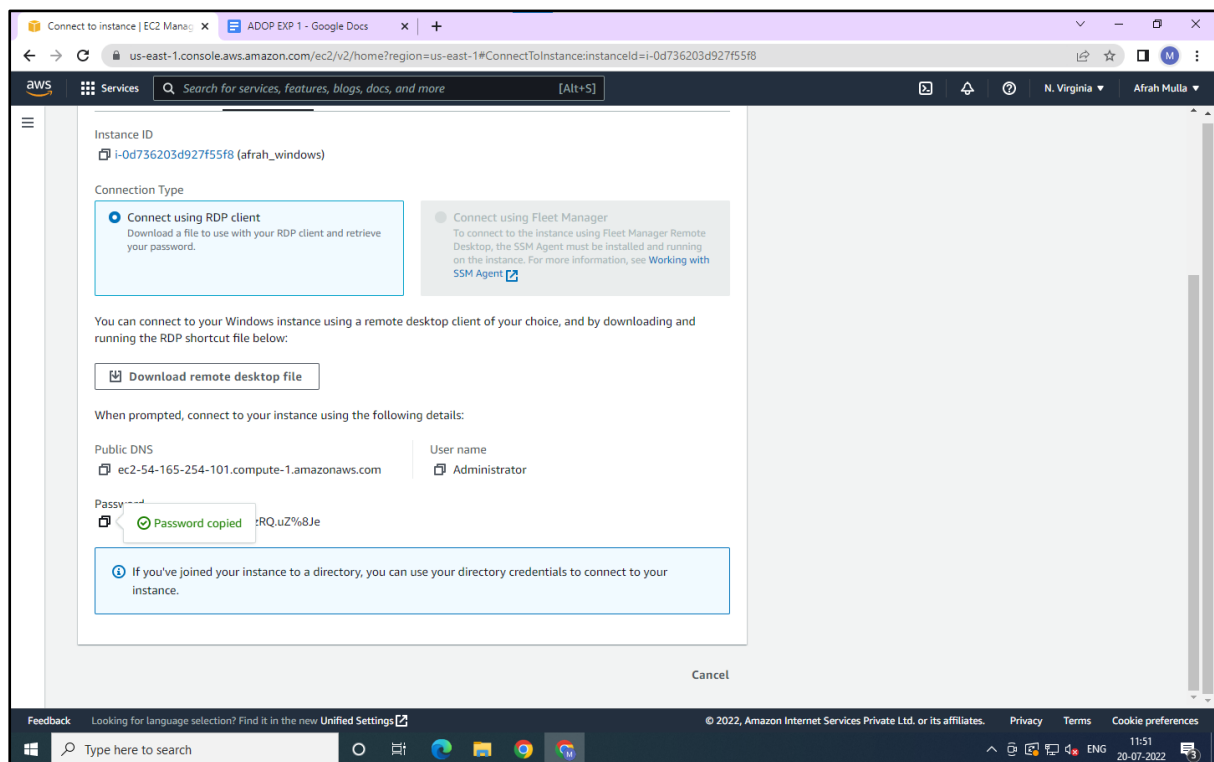 Connect to instance | EC2 Manag
ADOP EXP 1 - Google Docs
us-east-1.console.aws.amazon.com/ec2/v2/home?region=us-east-1#ConnectToInstance:instanceId=i-0d736203d927f55f8
M
aws
Services
Search for services, features, blogs, docs, and more
[Alt+S]
N. Virginia
Afrah Mulla
Instance ID
i-0d736203d927f55f8 (afrah_windows)
Connection Type
Connect using RDP client
Download a file to use with your RDP client and retrieve
your password.
Connect using Fleet Manager
To connect to the instance using Fleet Manager Remote
Desktop, the SSM Agent must be installed and running
on the instance. For more information, see Working with
SSM Agent
You can connect to your Windows instance using a remote desktop client of your choice, and by downloading and
running the RDP shortcut file below:
Download remote desktop file
When prompted, connect to your instance using the following details:
Public DNS
User name
ec2-54-165-254-101.compute-1.amazonaws.com
Administrator
Password
Password copied
zRQ.uZ%8Je
If you've joined your instance to a directory, you can use your directory credentials to connect to your
instance.
Cancel
Feedback
Looking for language selection? Find it in the new Unified Settings
© 2022, Amazon Internet Services Private Ltd. or its affiliates.
Privacy
Terms
Cookie preferences
Type here to search
M
ENG
11:51
20-07-2022
3